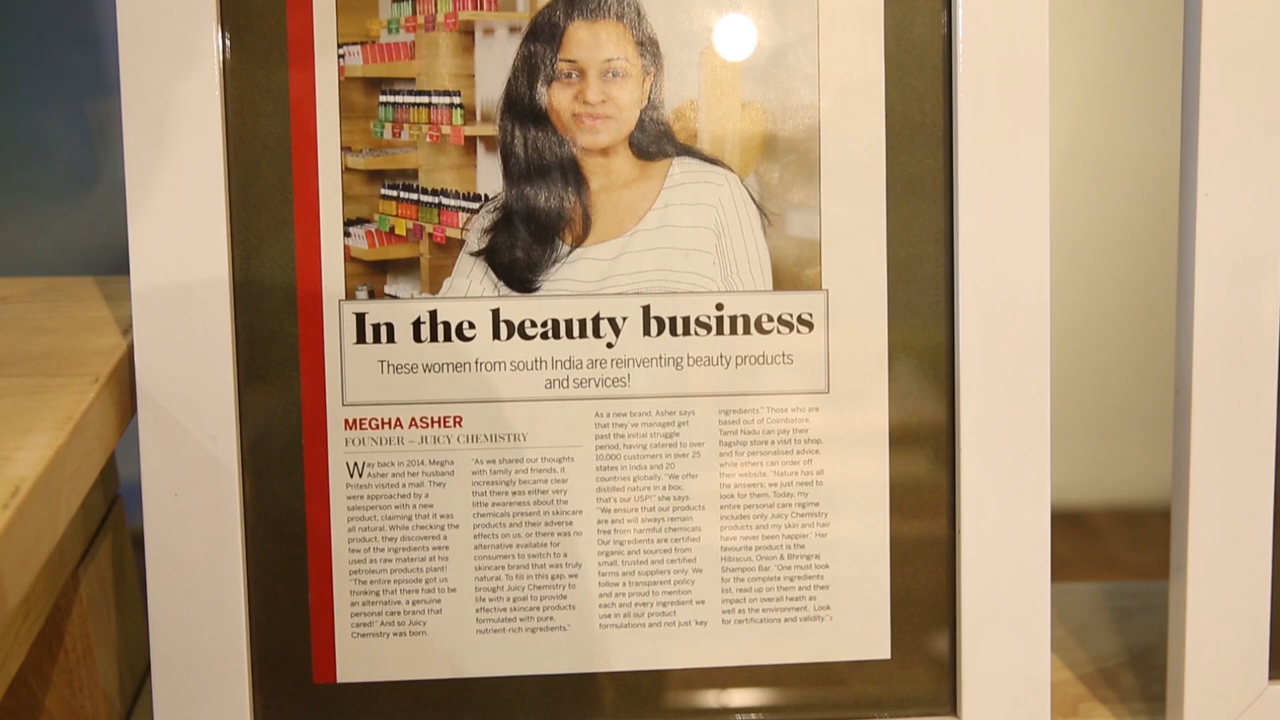 In the beauty business
These women from south India are reinventing beauty products
and services!
MEGHA ASHER
FOUNDER – JUICY CHEMISTRY
Way back in 2014, Megha
Asher and her husband
Pritesh visited a mall. They
were approached by a
salesperson with a new
product, claiming that it was
all natural. While checking the
product, they discovered a
few of the ingredients were
used as raw material at his
petroleum products plant!
"The entire episode got us
thinking that there had to be
an alternative, a genuine
personal care brand that
cared!" And so Juicy
Chemistry was born.
"As we shared our thoughts
with family and friends, it
increasingly became clear
that there was either very
little awareness about the
chemicals present in skincare
products and their adverse
effects on us, or there was no
alternative available for
consumers to switch to a
skincare brand that was truly
natural. To fill in this gap, we
brought Juicy Chemistry to
life with a goal to provide
effective skincare products
formulated with pure,
nutrient-rich ingredients."
As a new brand, Asher says
that they've managed get
past the initial struggle
period, having catered to over
10,000 customers in over 25
states in India and 20
countries globally. "We offer
distilled nature in a box;
that's our USP!" she says.
"We ensure that our products
are and will always remain
free from harmful chemicals.
Our ingredients are certified
organic and sourced from
small, trusted and certified
farms and suppliers only. We
follow a transparent policy
and are proud to mention
each and every ingredient we
use in all our product
formulations and not just 'key
ingredients'." Those who are
based out of Coimbatore,
Tamil Nadu can pay their
flagship store a visit to shop,
and for personalised advice,
while others can order off
their website. "Nature has all
the answers; we just need to
look for them. Today, my
entire personal care regime
includes only Juicy Chemistry
products and my skin and hair
have never been happier." Her
favourite product is the
Hibiscus, Onion & Bhringraj
Shampoo Bar. "One must look
for the complete ingredients
list, read up on them and their
impact on overall heath as
well as the environment. Look
for certifications and validity."